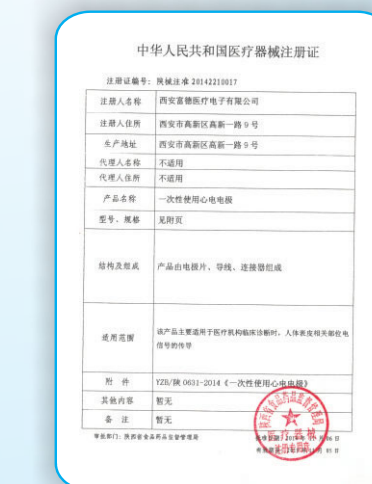 中华人民共和国医疗器械注册证
注册证编号：陕械注准 20142210017
注册人名称 西安富德医疗电子有限公司
注册人住所 西安市高新区高新一路 9 号
生产地址 西安市高新区高新一路 9 号
代理人名称 不适用
代理人住所 不适用
产品名称 一次性使用心电电极
型号、规格 见附页
结构及组成 产品由电极片、导线、连接器组成
适用范围 该产品主要适用于医疗机构临床诊断时，人体表皮相关部位电
信号的传导
附 件 YZB/陕 0631-2014《一次性使用心电电极》
其他内容 暂无
备 注 暂无
审批部门：陕西省食品药品监督管理局